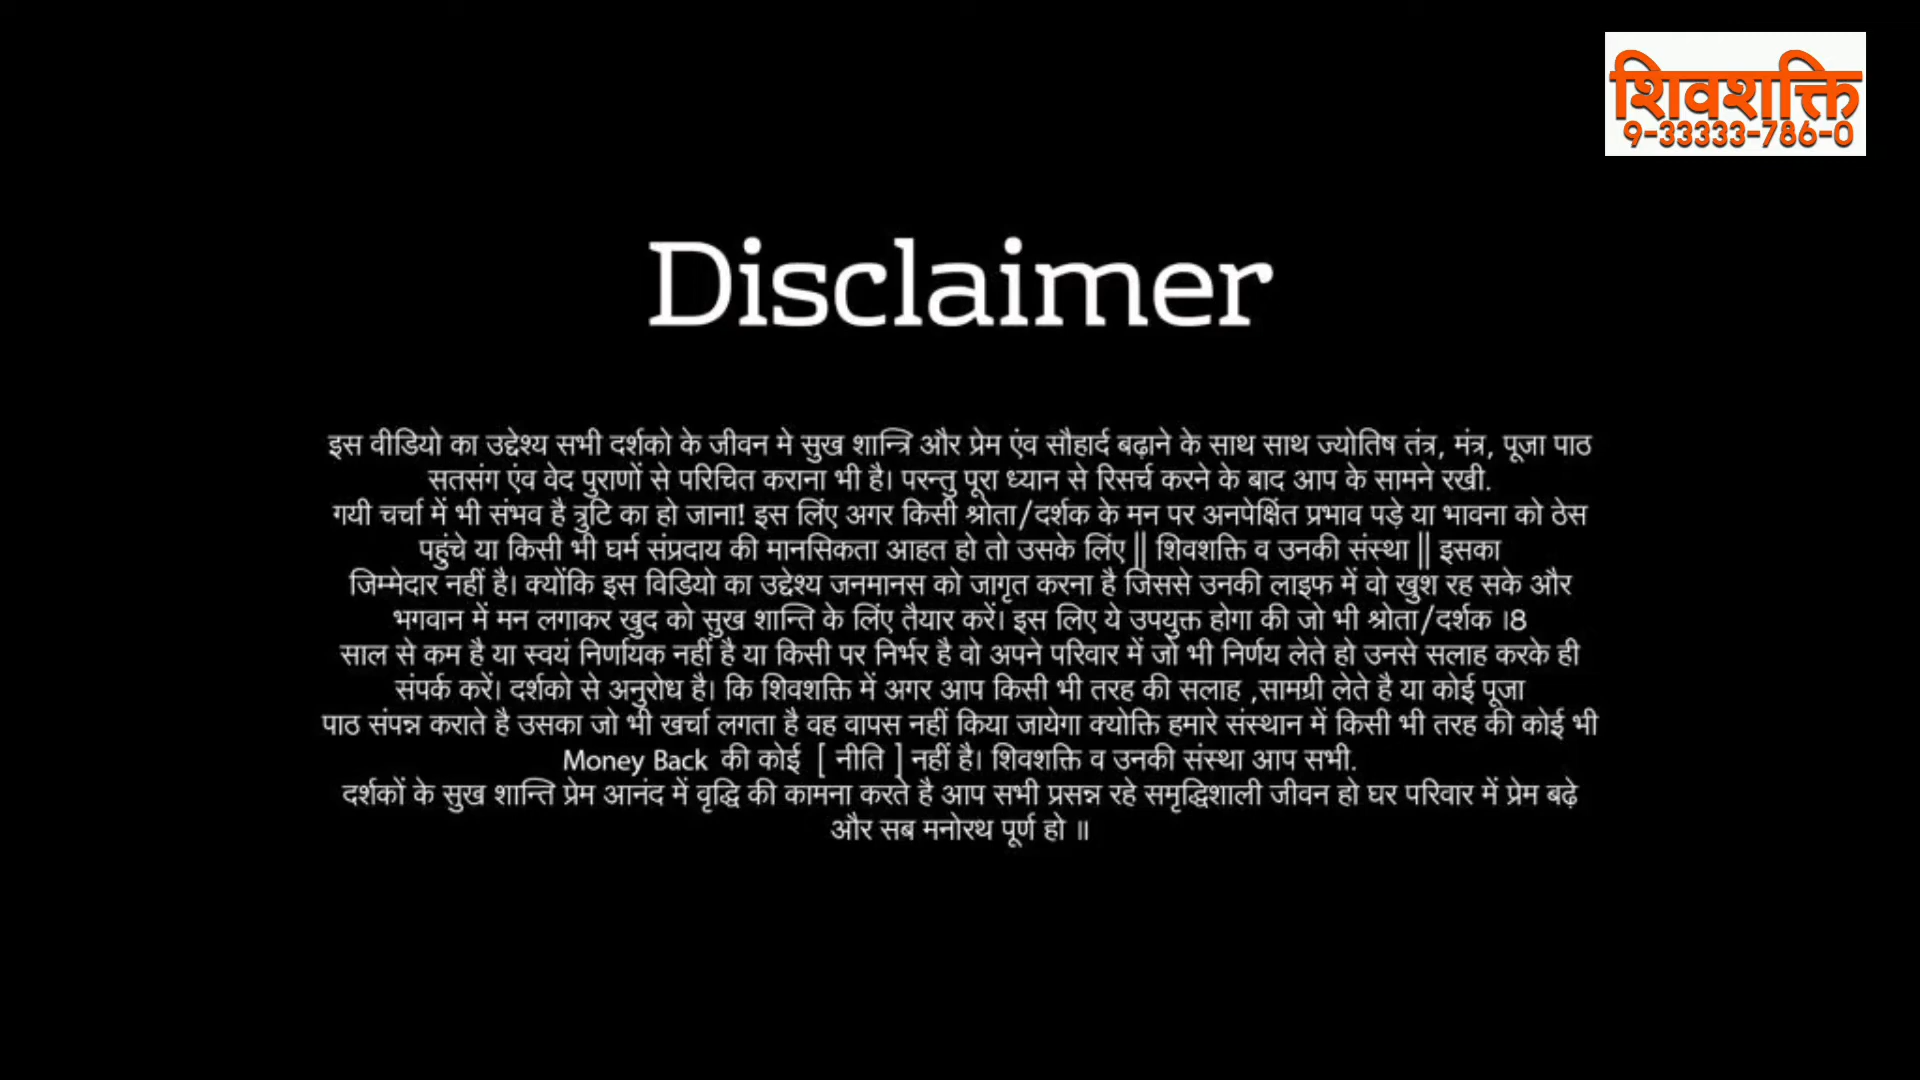 शिवशक्ति
9-33333-786-0
Disclaimer
इस वीडियो का उद्देश्य सभी दर्शको के जीवन मे सुख शान्त्रि और प्रेम एंव सौहार्द बढ़ाने के साथ साथ ज्योतिष तंत्र, मंत्र, पूजा पाठ
सतसंग एंव वेद पुराणों से परिचित कराना भी है। परन्तु पूरा ध्यान से रिसर्च करने के बाद आप के सामने रखी.
गयी चर्चा में भी संभव है त्रुटि का हो जाना! इस लिंए अगर किसी श्रोता/दर्शक के मन पर अनपेक्षिंत प्रभाव पड़े या भावना को ठेस
पहुंचे या किसी भी घर्म संप्रदाय की मानसिकता आहत हो तो उसके लिंए || शिवशक्ति व उनकी संस्था || इसका
जिम्मेदार नहीं है। क्योंकि इस विडियो का उद्देश्य जनमानस को जागृत करना है जिससे उनकी लाइफ में वो खुश रह सके और
भगवान में मन लगाकर खुद को सुख शान्ति के लिंए तैयार करें। इस लिए ये उपयुक्त होगा की जो भी श्रोता/दर्शक ।8
साल से कम है या स्वयं निर्णायक नहीं है या किसी पर निर्भर है वो अपने परिवार में जो भी निर्णय लेते हो उनसे सलाह करके ही
संपर्क करें। दर्शको से अनुरोध है। कि शिवशक्ति में अगर आप किसी भी तरह की सलाह ,सामग्री लेते है या कोई पूजा
पाठ संपन्न कराते है उसका जो भी खर्चा लगता है वह वापस नहीं किया जायेगा क्योक्ति हमारे संस्थान में किसी भी तरह की कोई भी
Money Back की कोई [ नीति ] नहीं है। शिवशक्ति व उनकी संस्था आप सभी.
दर्शकों के सुख शान्ति प्रेम आनंद में वृद्धि की कामना करते है आप सभी प्रसन्न रहे समृद्धिशाली जीवन हो घर परिवार में प्रेम बढ़े
और सब मनोरथ पूर्ण हो ॥